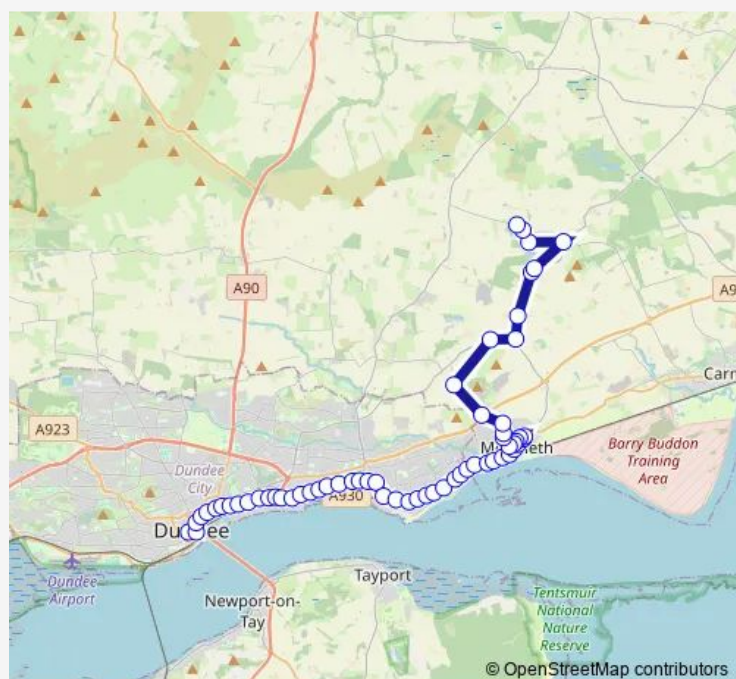 A90
A9
Carn
A923
Dundee
City
M
neth
Barry Buddon
Training
Area
A930
Dundee
Dundee
Airport
Tayport
Newport-on-
Tay
Tentsmuir
National
Nature
Reserve
© OpenStreetMap contributors